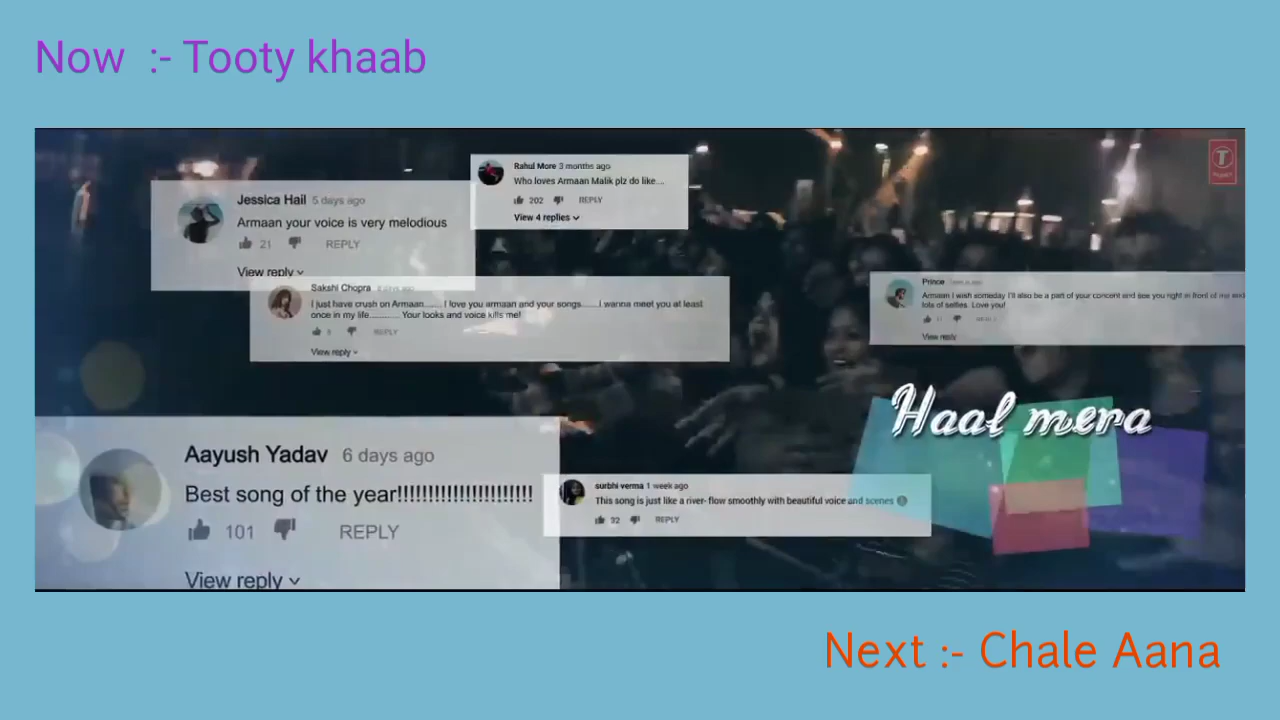 Now :- Tooty khaab
T
Rahul More 3 months ago
Who loves Armaan Malik plz do like....
202 REPLY
View 4 replies
Jessica Hail 5 days ago
Armaan your voice is very melodious
21 REPLY
View reply
Sakshi Chopra
I just have crush on Armaan....... I love you armaan and your songs.......I wanna meet you at least
once in my life............ Your looks and voice kills me!
5 REPLY
View reply
Prince
Armaan I wish someday I'll also be a part of your concert and see you right in front of my
lots of selfies. Love you!
11 REPLY
View reply
Haal mera
Aayush Yadav 6 days ago
Best song of the year!!!!!!!!!!!!!!!!!!!!!!
101 REPLY
View reply
surbhi verma 1 week ago
This song is just like a river- flow smoothly with beautiful voice and scenes
32 REPLY
Next :- Chale Aana